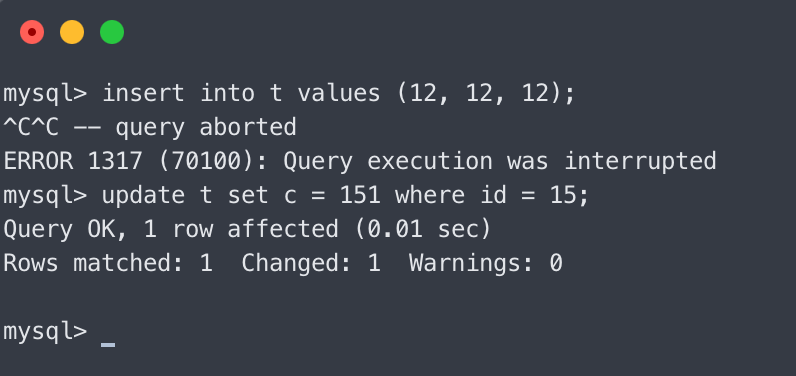 mysql> insert into t values (12, 12, 12);
^C^C -- query aborted
ERROR 1317 (70100): Query execution was interrupted
mysql> update t set c = 151 where id = 15;
Query OK, 1 row affected (0.01 sec)
Rows matched: 1  Changed: 1  Warnings: 0
mysql> _